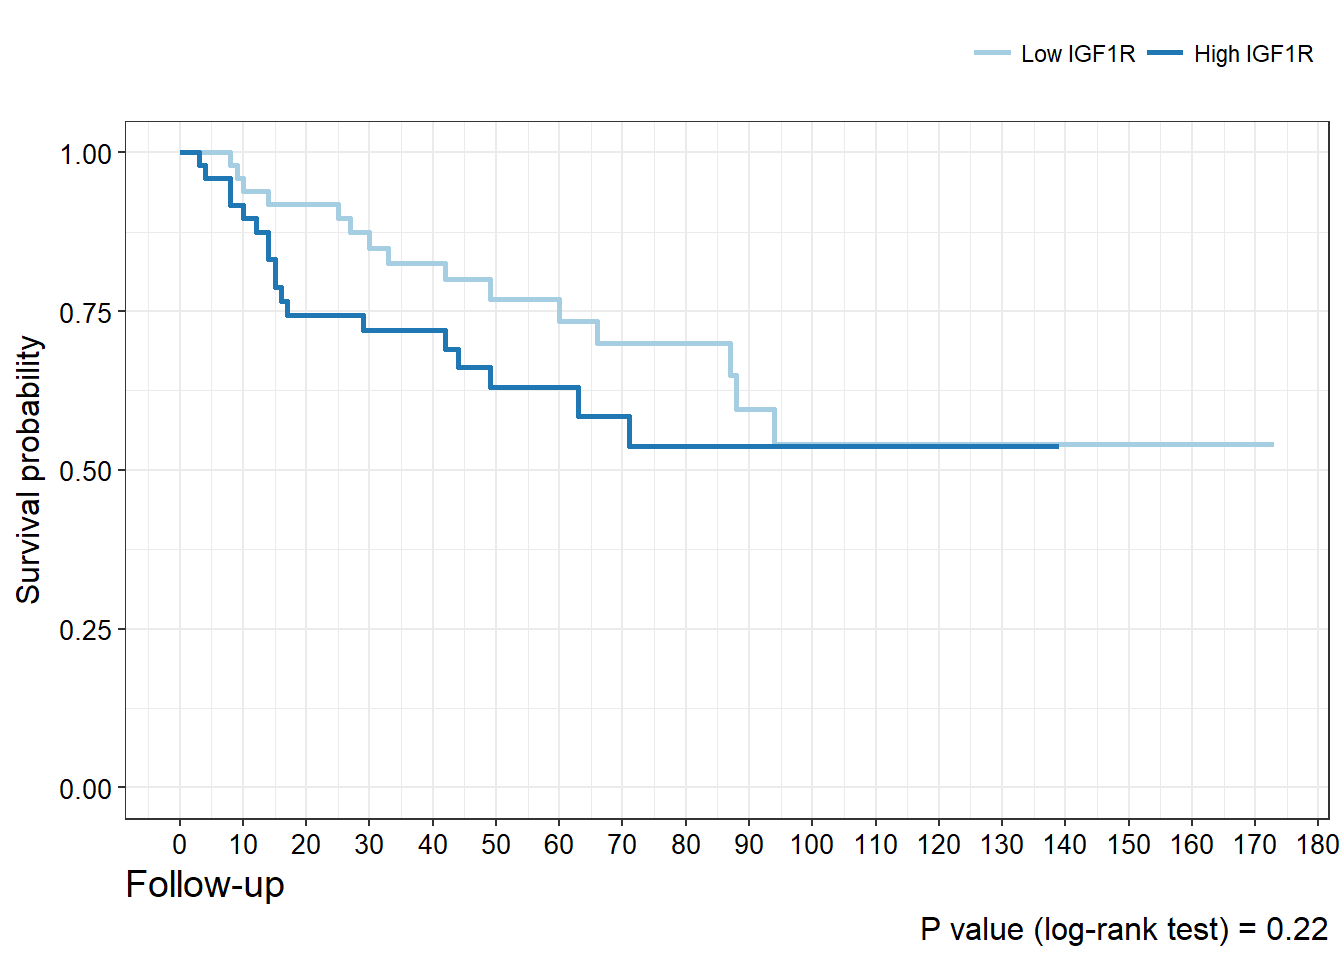 Low IGF1R High IGF1R
Survival probability
1.00
0.75
0.50
0.25
0.00
0 10 20 30 40 50 60 70 80 90 100 110 120 130 140 150 160 170 180
Follow-up
P value (log-rank test) = 0.22